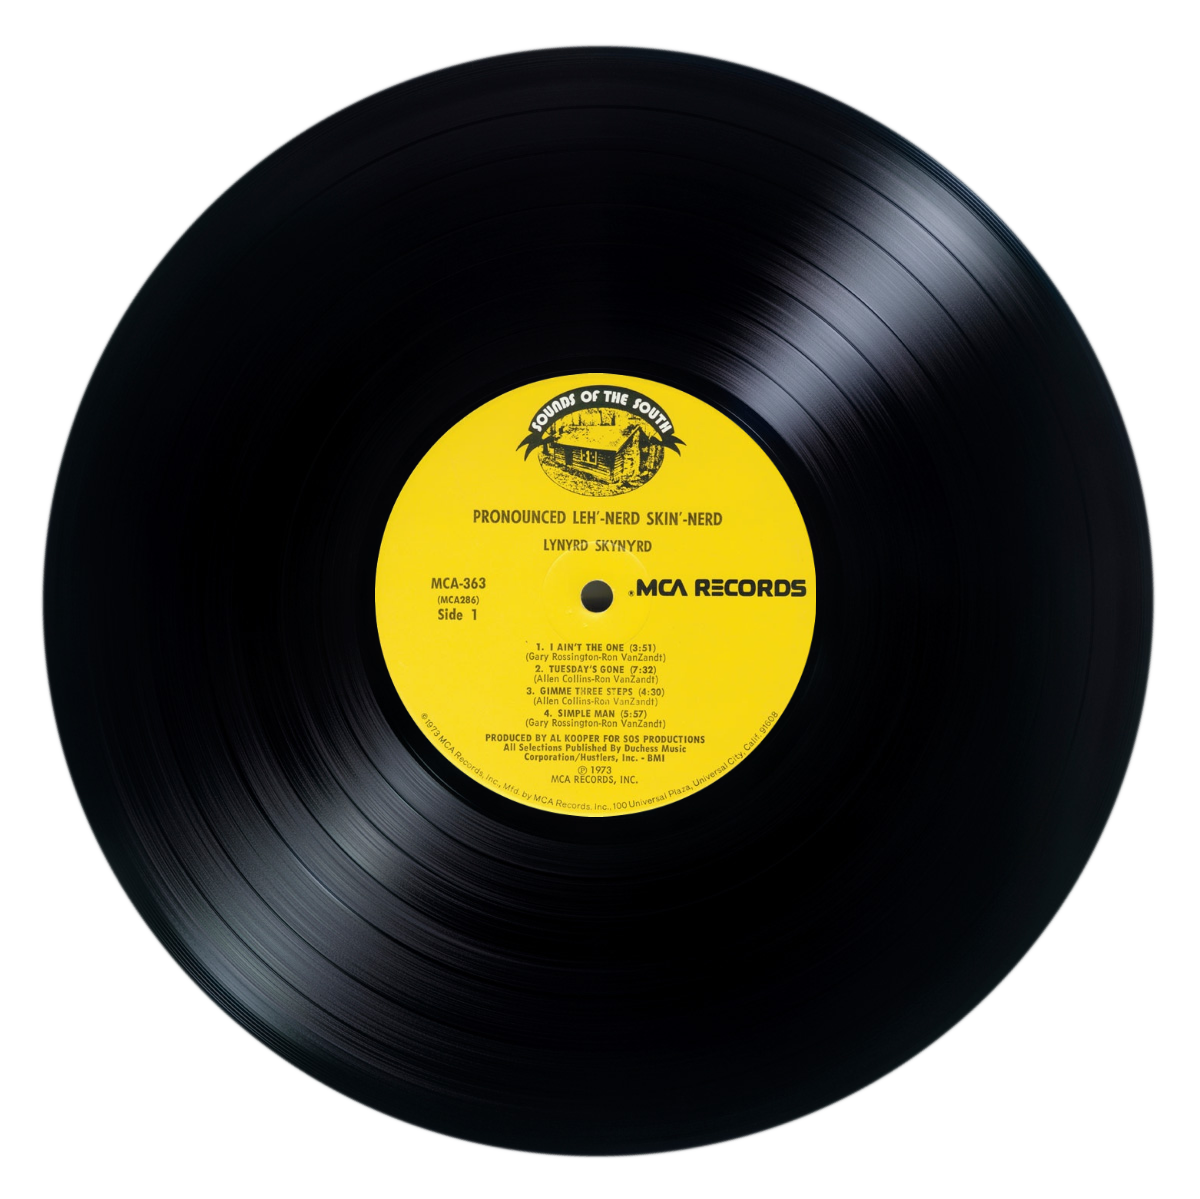 SOUNDS OF THE SOUTH
PRONOUNCED LEH'-NERD SKIN'-NERD
LYNYRD SKYNYRD
MCA-363
(MCA286)
Side 1
® MCA RECORDS
1. I AIN'T THE ONE (3:51)
(Gary Rossington-Ron VanZandt)
2. TUESDAY'S GONE (7:32)
(Allen Collins-Ron VanZandt)
3. GIMME THREE STEPS (4:30)
(Allen Collins-Ron VanZandt)
4. SIMPLE MAN (5:57)
(Gary Rossington-Ron VanZandt)
PRODUCED BY AL KOOPER FOR SOS PRODUCTIONS
All Selections Published By Duchess Music
Corporation/Hustlers, Inc. - BMI
℗ 1973
MCA RECORDS, INC.
© 1973 MCA Records, Inc., Mfd. by MCA Records, Inc., 100 Universal Plaza, Universal City, Calif. 91608